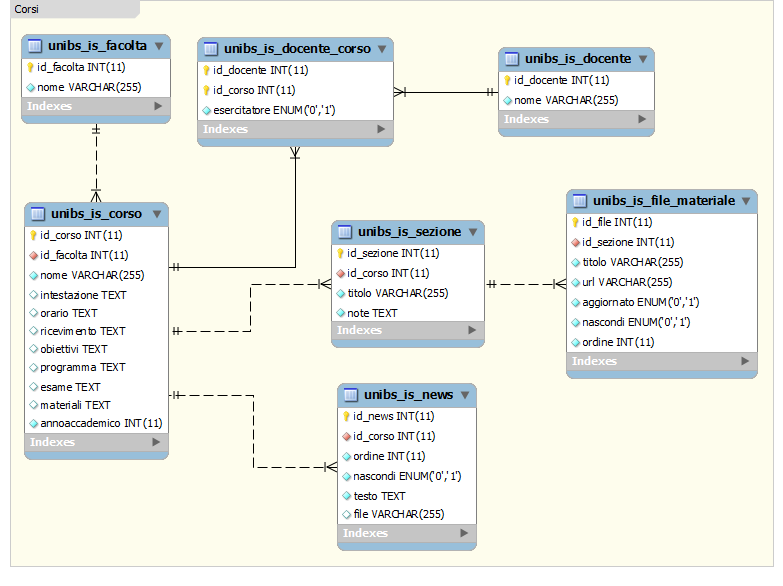 Corsi
unibs_is_facolta
id_facolta INT(11)
nome VARCHAR(255)
Indexes
unibs_is_docente_corso
id_docente INT(11)
id_corso INT(11)
esercitatore ENUM('0','1')
Indexes
unibs_is_docente
id_docente INT(11)
nome VARCHAR(255)
Indexes
unibs_is_corso
id_corso INT(11)
id_facolta INT(11)
nome VARCHAR(255)
intestazione TEXT
orario TEXT
ricevimento TEXT
obiettivi TEXT
programma TEXT
esame TEXT
materiali TEXT
annoaccademico INT(11)
Indexes
unibs_is_sezione
id_sezione INT(11)
id_corso INT(11)
titolo VARCHAR(255)
note TEXT
Indexes
unibs_is_file_materiale
id_file INT(11)
id_sezione INT(11)
titolo VARCHAR(255)
url VARCHAR(255)
aggiornato ENUM('0','1')
nascondi ENUM('0','1')
ordine INT(11)
Indexes
unibs_is_news
id_news INT(11)
id_corso INT(11)
ordine INT(11)
nascondi ENUM('0','1')
testo TEXT
file VARCHAR(255)
Indexes